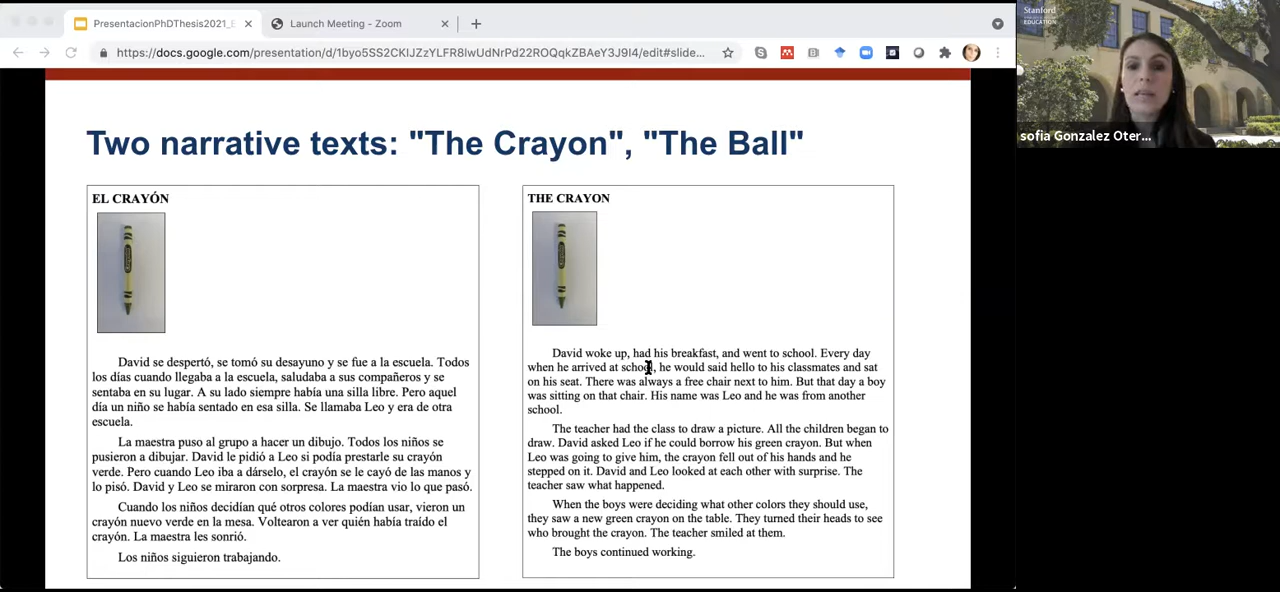 PresentacionPhDThesis2021_E
Launch Meeting - Zoom
https://docs.google.com/presentation/d/1byo5SS2CKIJZzYLFR8lwUdNrPd22ROQqkZBAeY3J9I4/edit#slide...
Stanford
EDUCATION
sofia Gonzalez Oter...
Two narrative texts: "The Crayon", "The Ball"
EL CRAYÓN
David se despertó, se tomó su desayuno y se fue a la escuela. Todos
los días cuando llegaba a la escuela, saludaba a sus compañeros y se
sentaba en su lugar. A su lado siempre había una silla libre. Pero aquel
día un niño se había sentado en esa silla. Se llamaba Leo y era de otra
escuela.
La maestra puso al grupo a hacer un dibujo. Todos los niños se
pusieron a dibujar. David le pidió a Leo si podía prestarle su crayón
verde. Pero cuando Leo iba a dárselo, el crayón se le cayó de las manos y
lo pisó. David y Leo se miraron con sorpresa. La maestra vio lo que pasó.
Cuando los niños decidían qué otros colores podían usar, vieron un
crayón nuevo verde en la mesa. Voltearon a ver quién había traído el
crayón. La maestra les sonrió.
Los niños siguieron trabajando.
THE CRAYON
David woke up, had his breakfast, and went to school. Every day
when he arrived at school, he would said hello to his classmates and sat
on his seat. There was always a free chair next to him. But that day a boy
was sitting on that chair. His name was Leo and he was from another
school.
The teacher had the class to draw a picture. All the children began to
draw. David asked Leo if he could borrow his green crayon. But when
Leo was going to give him, the crayon fell out of his hands and he
stepped on it. David and Leo looked at each other with surprise. The
teacher saw what happened.
When the boys were deciding what other colors they should use,
they saw a new green crayon on the table. They turned their heads to see
who brought the crayon. The teacher smiled at them.
The boys continued working.